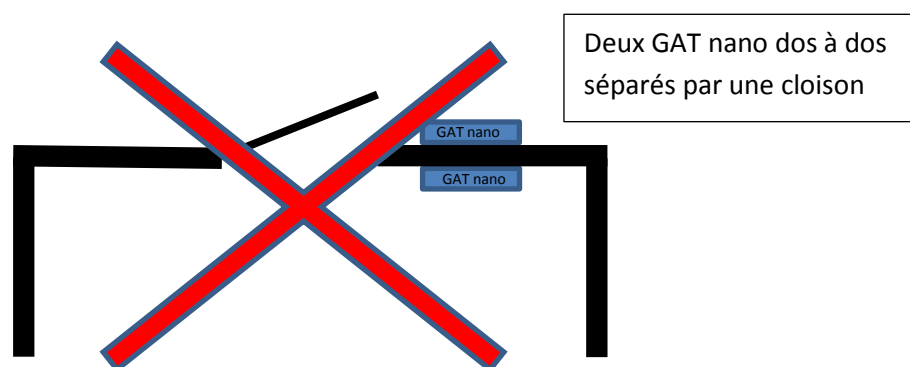 Deux GAT nano dos à dos
séparés par une cloison
GAT nano
GAT nano